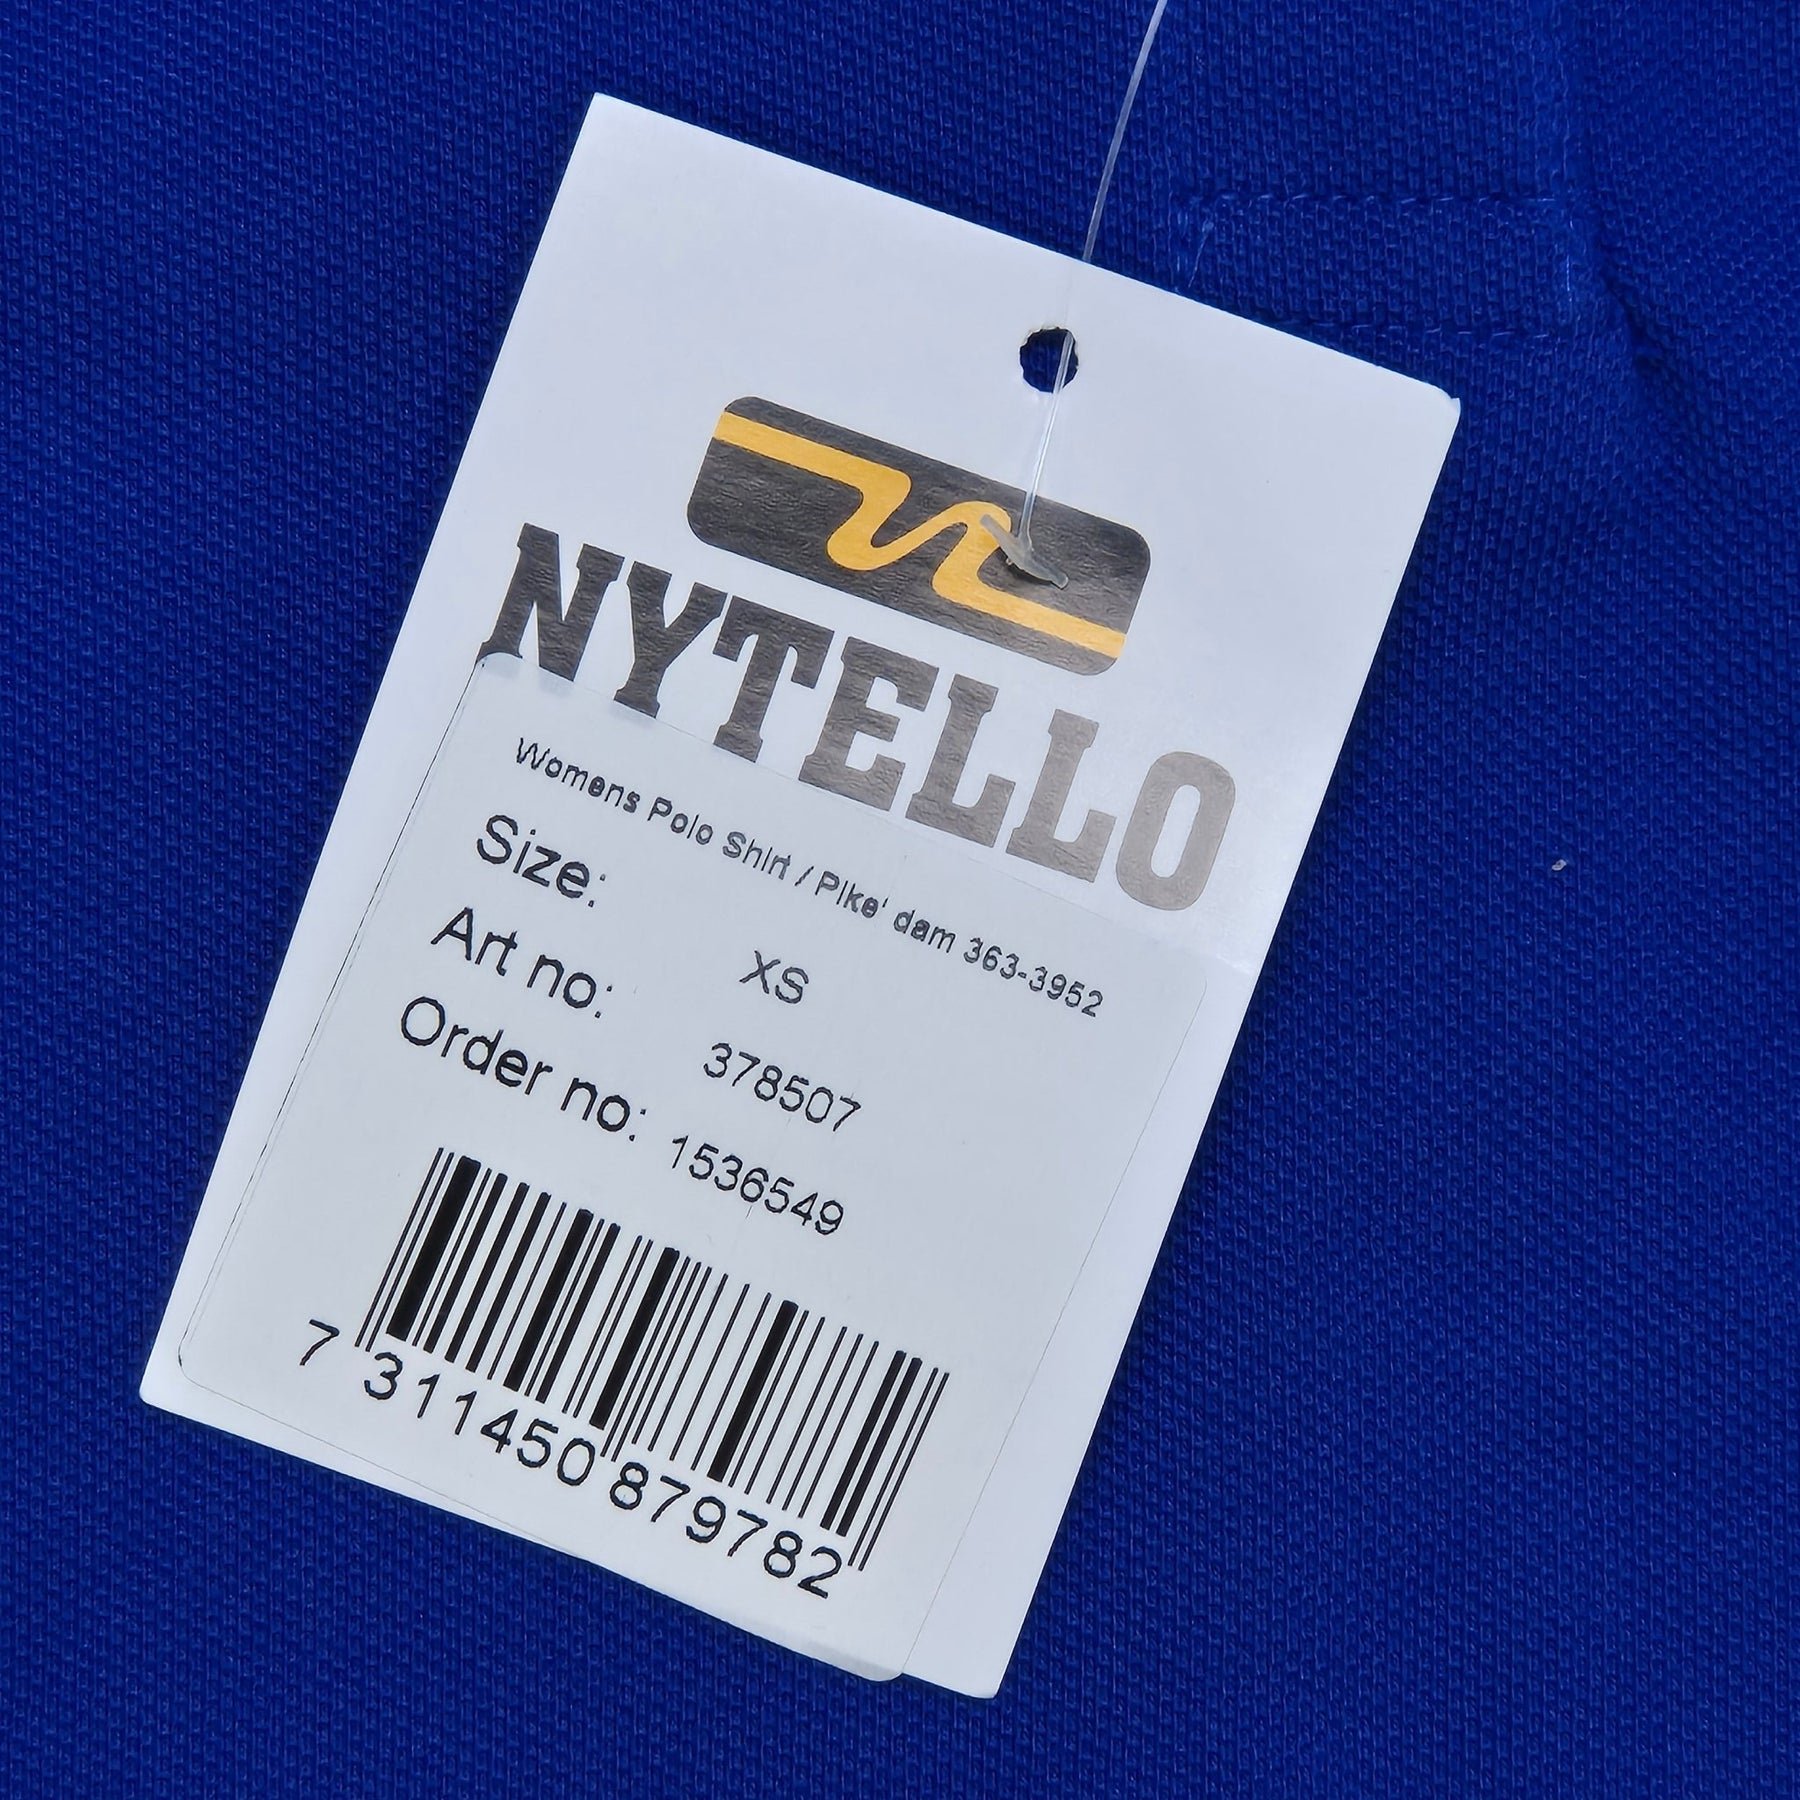 NYTELLO
Womens Polo Shirt / Pike' dam 363-3952
Size: XS
Art no: 378507
Order no: 1536549
7 311450 879782